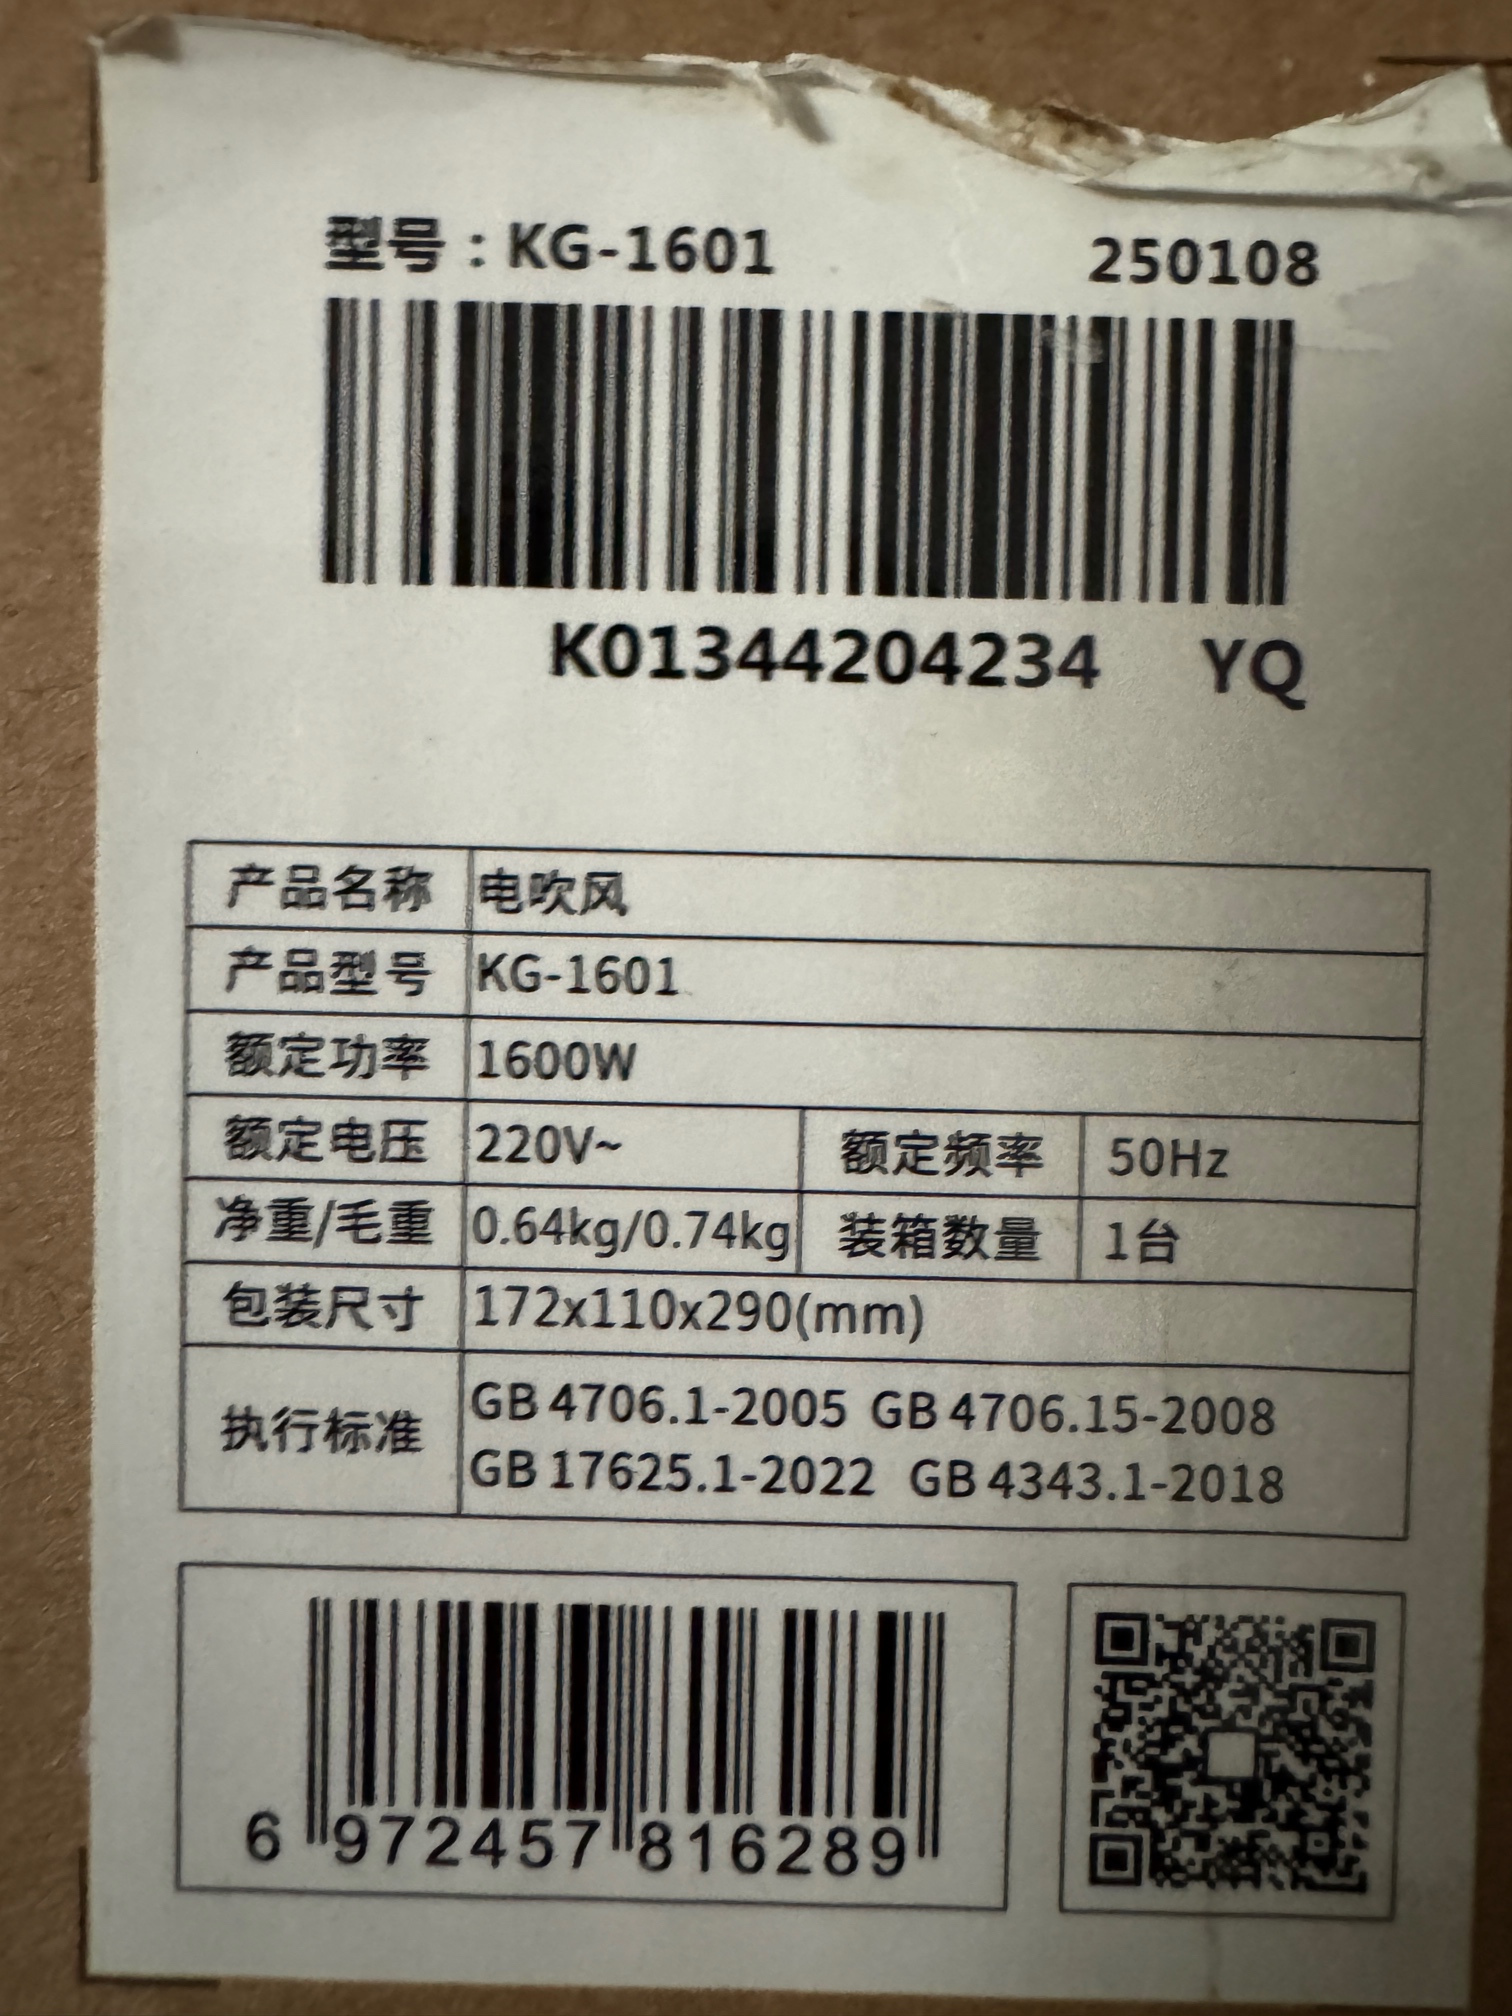 型号：KG-1601 250108
K01344204234 YQ
产品名称 电吹风
产品型号 KG-1601
额定功率 1600W
额定电压 220V~ 额定频率 50Hz
净重/毛重 0.64kg/0.74kg 装箱数量 1台
包装尺寸 172x110x290(mm)
执行标准 GB 4706.1-2005 GB 4706.15-2008
GB 17625.1-2022 GB 4343.1-2018
6 972457 816289